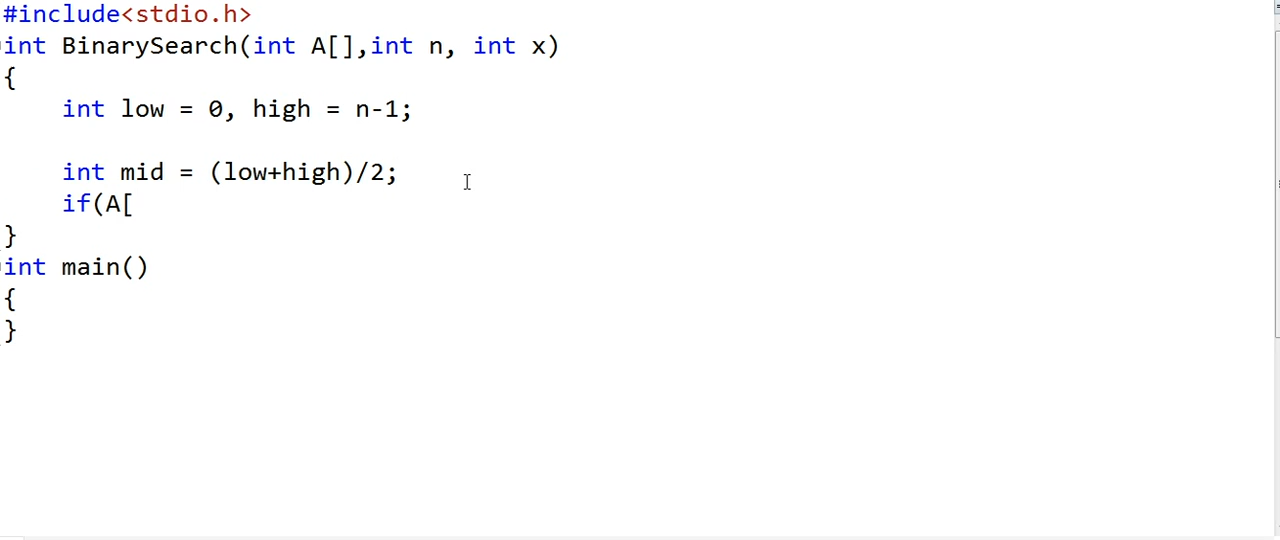 #include<stdio.h>
int BinarySearch(int A[],int n, int x)
{
    int low = 0, high = n-1;

    int mid = (low+high)/2;
    if(A[
}
int main()
{
}